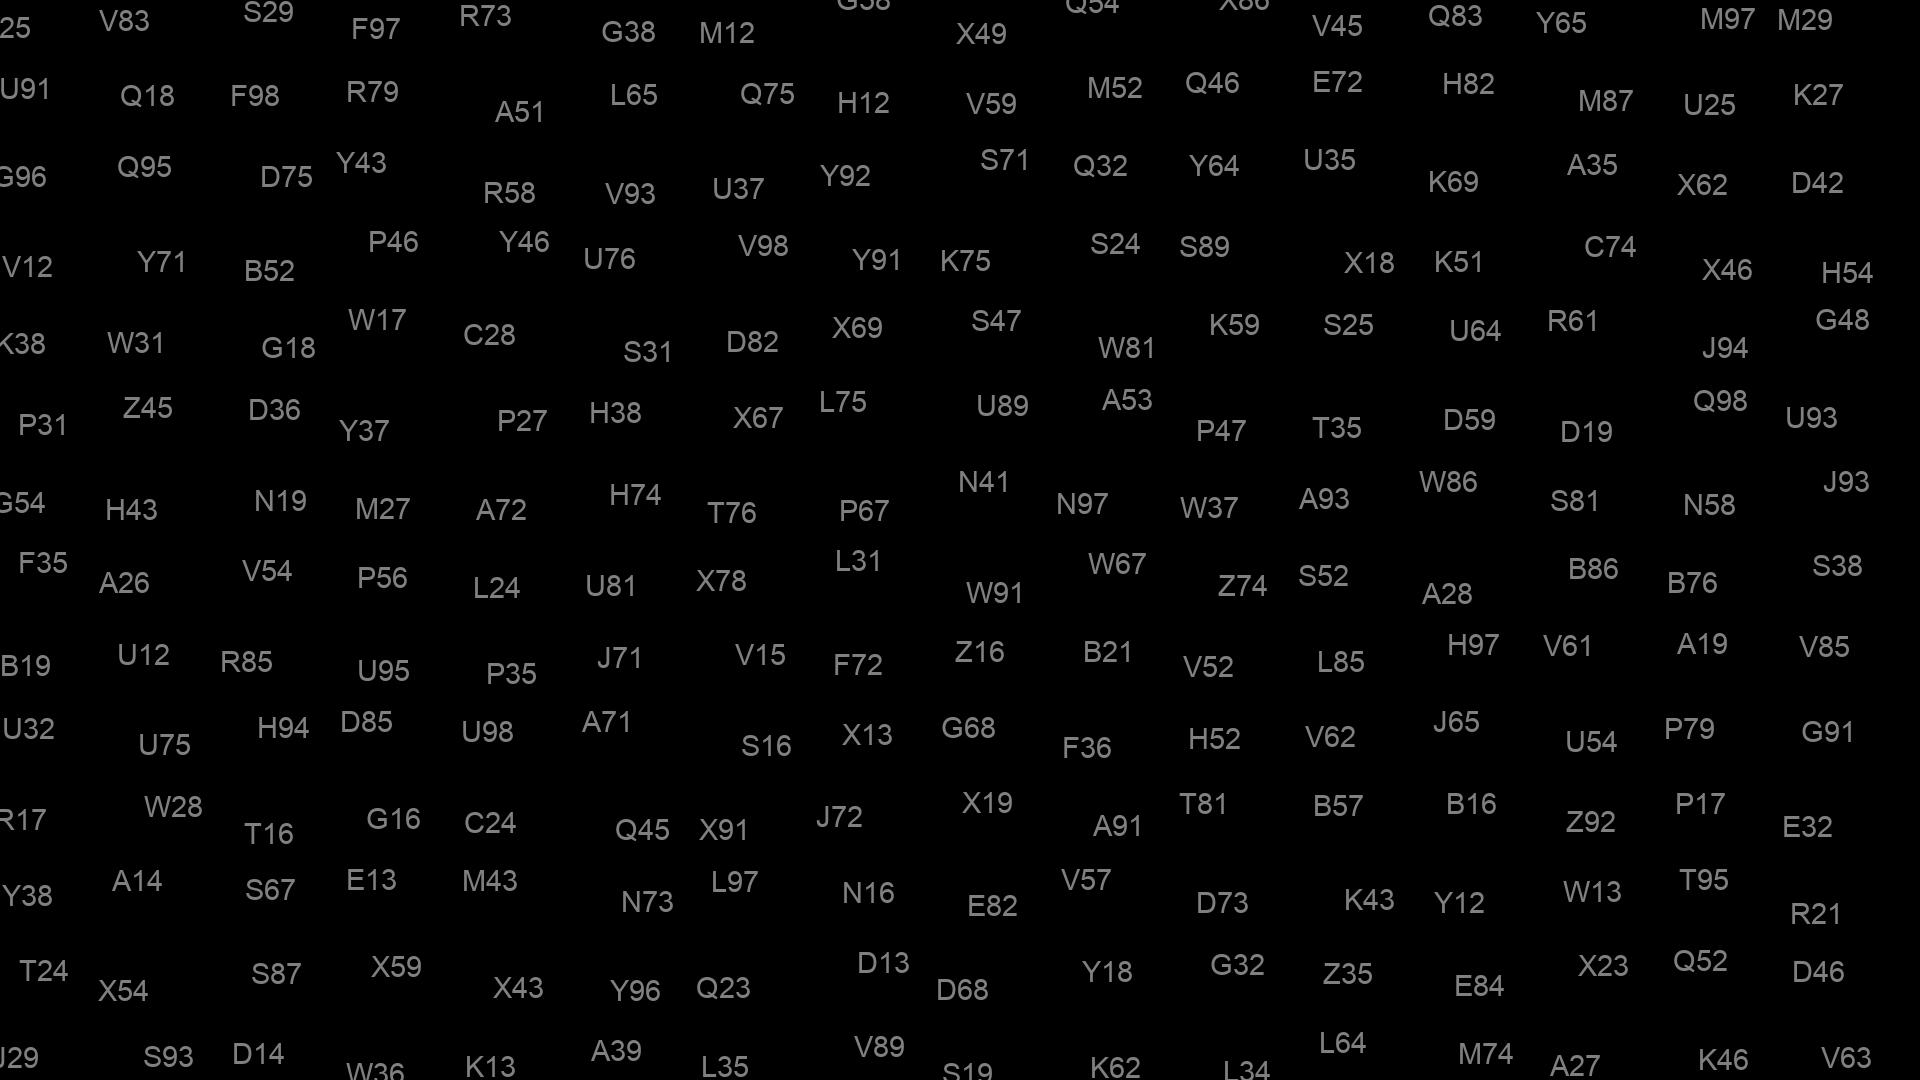 V83 S29 F97 R73 G38 M12 G58 X49 Q54 X86 V45 Q83 Y65 M97 M29
U91 Q18 F98 R79 A51 L65 Q75 H12 V59 M52 Q46 E72 H82 M87 U25 K27
G96 Q95 D75 Y43 R58 V93 U37 Y92 S71 Q32 Y64 U35 K69 A35 X62 D42
V12 Y71 B52 P46 Y46 U76 V98 Y91 K75 S24 S89 X18 K51 C74 X46 H54
K38 W31 G18 W17 C28 S31 D82 X69 S47 W81 K59 S25 U64 R61 J94 G48
P31 Z45 D36 Y37 P27 H38 X67 L75 U89 A53 P47 T35 D59 D19 Q98 U93
G54 H43 N19 M27 A72 H74 T76 P67 N41 N97 W37 A93 W86 S81 N58 J93
F35 A26 V54 P56 L24 U81 X78 L31 W91 W67 Z74 S52 A28 B86 B76 S38
B19 U12 R85 U95 P35 J71 V15 F72 Z16 B21 V52 L85 H97 V61 A19 V85
U32 U75 H94 D85 U98 A71 S16 X13 G68 F36 H52 V62 J65 U54 P79 G91
R17 W28 T16 G16 C24 Q45 X91 J72 X19 A91 T81 B57 B16 Z92 P17 E32
Y38 A14 S67 E13 M43 N73 L97 N16 E82 V57 D73 K43 Y12 W13 T95 R21
T24 X54 S87 X59 X43 Y96 Q23 D13 D68 Y18 G32 Z35 E84 X23 Q52 D46
S93 D14 W36 K13 A39 L35 V89 S19 K62 L34 L64 M74 A27 K46 V63